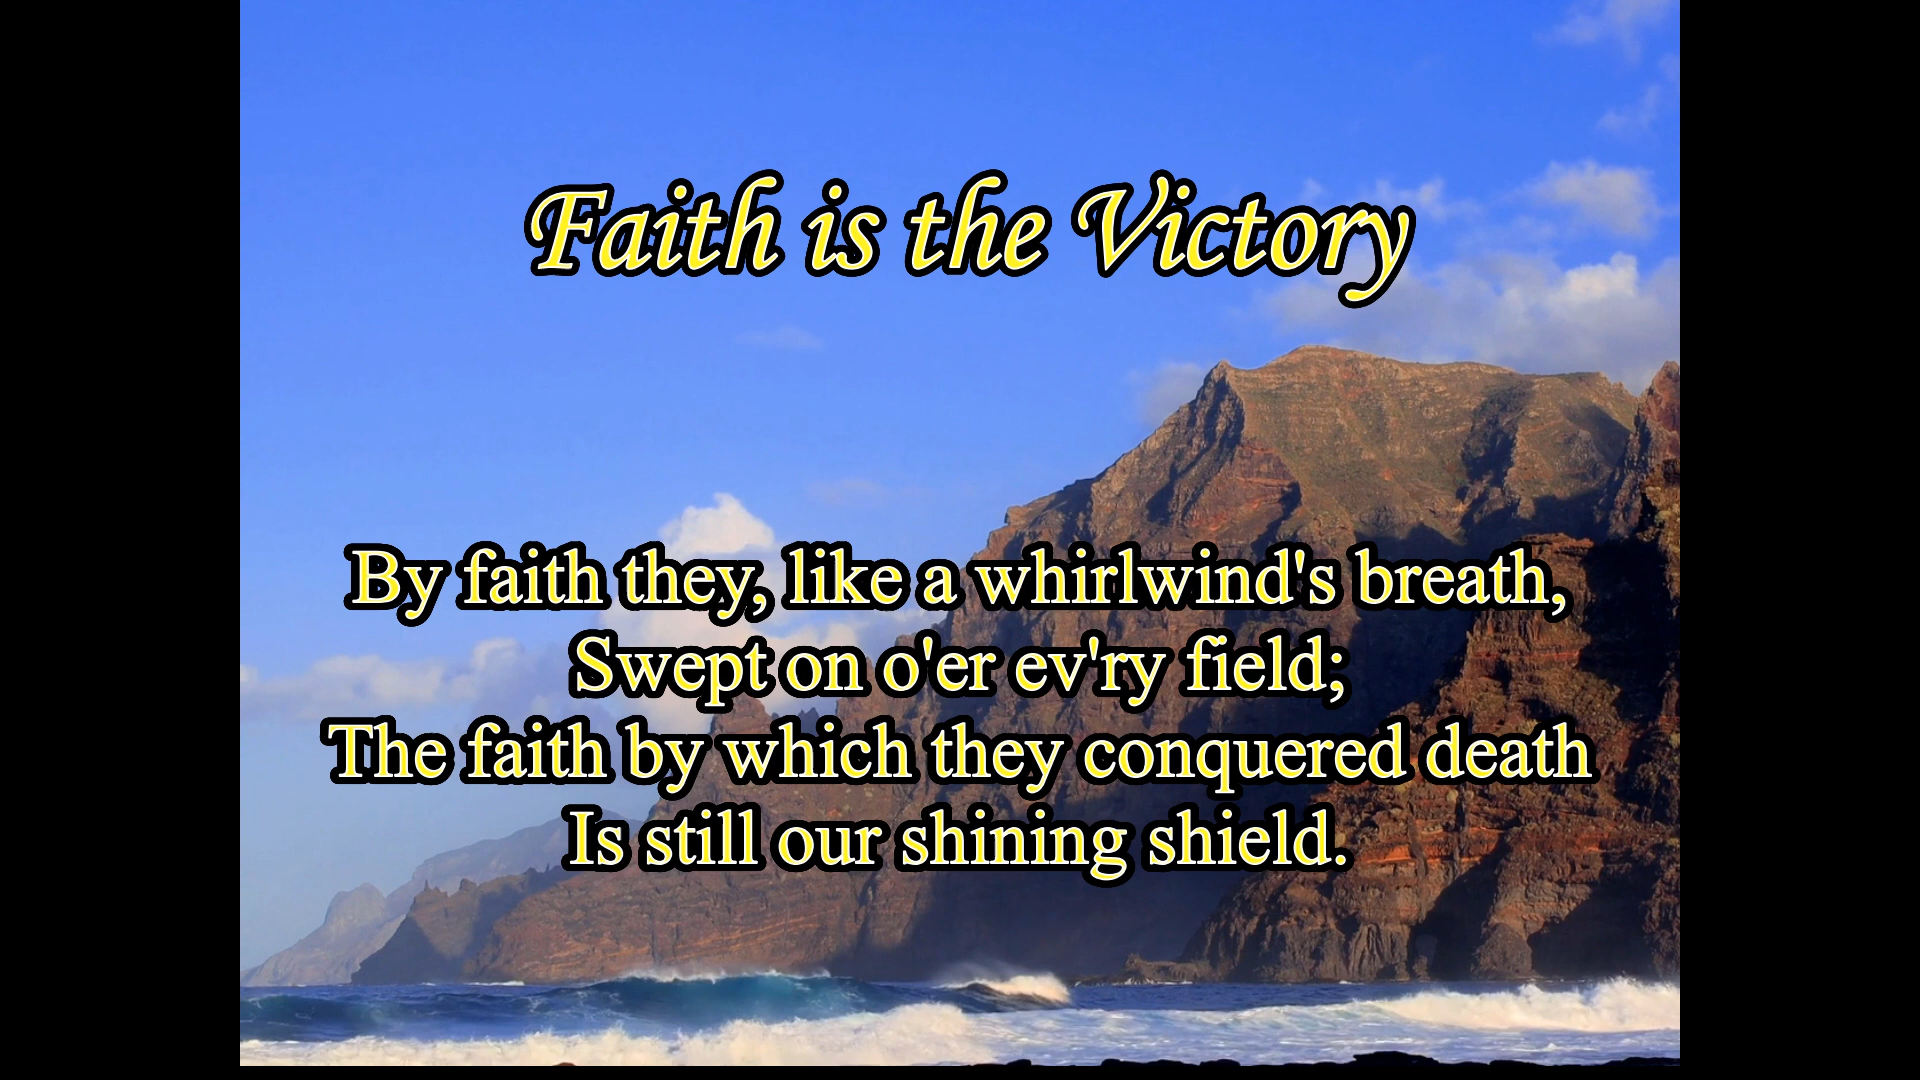 Faith is the Victory
By faith they, like a whirlwind's breath,
Swept on o'er ev'ry field;
The faith by which they conquered death
Is still our shining shield.